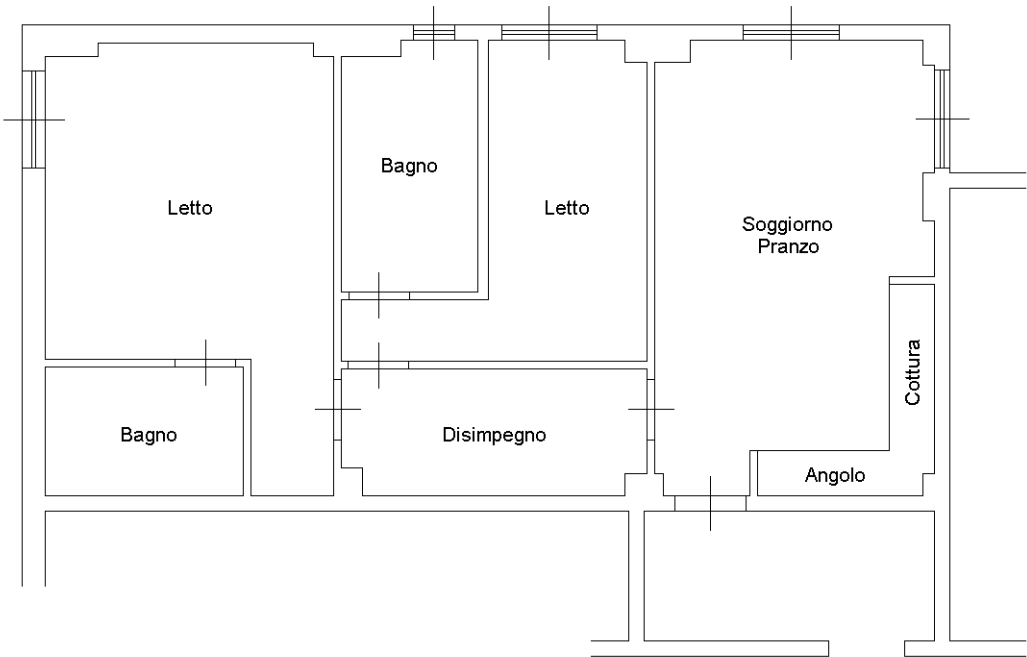 Bagno
Letto
Letto
Soggiorno
Pranzo
Cottura
Bagno
Disimpegno
Angolo